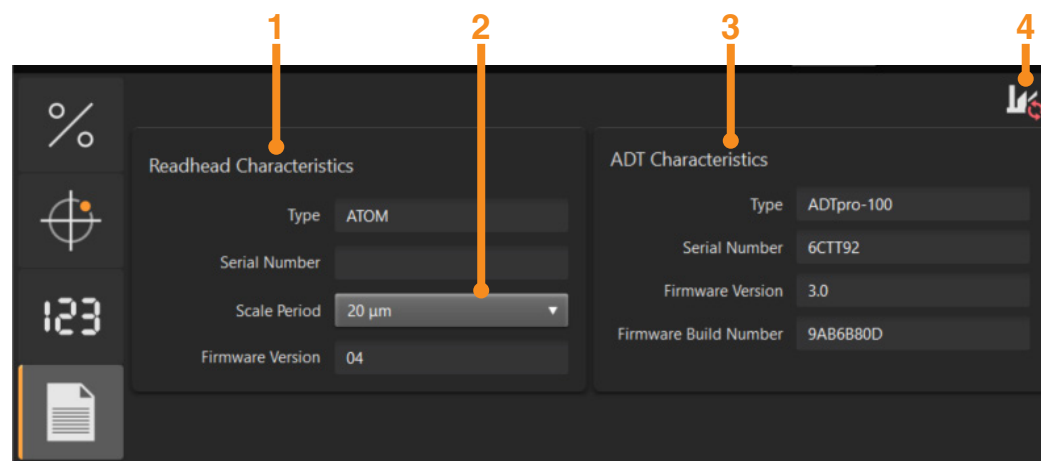 1 2 3 4
%
Readhead Characteristics
Type ATOM
Serial Number
Scale Period 20 µm
Firmware Version 04
ADT Characteristics
Type ADTpro-100
Serial Number 6CTT92
Firmware Version 3.0
Firmware Build Number 9AB6B80D
123